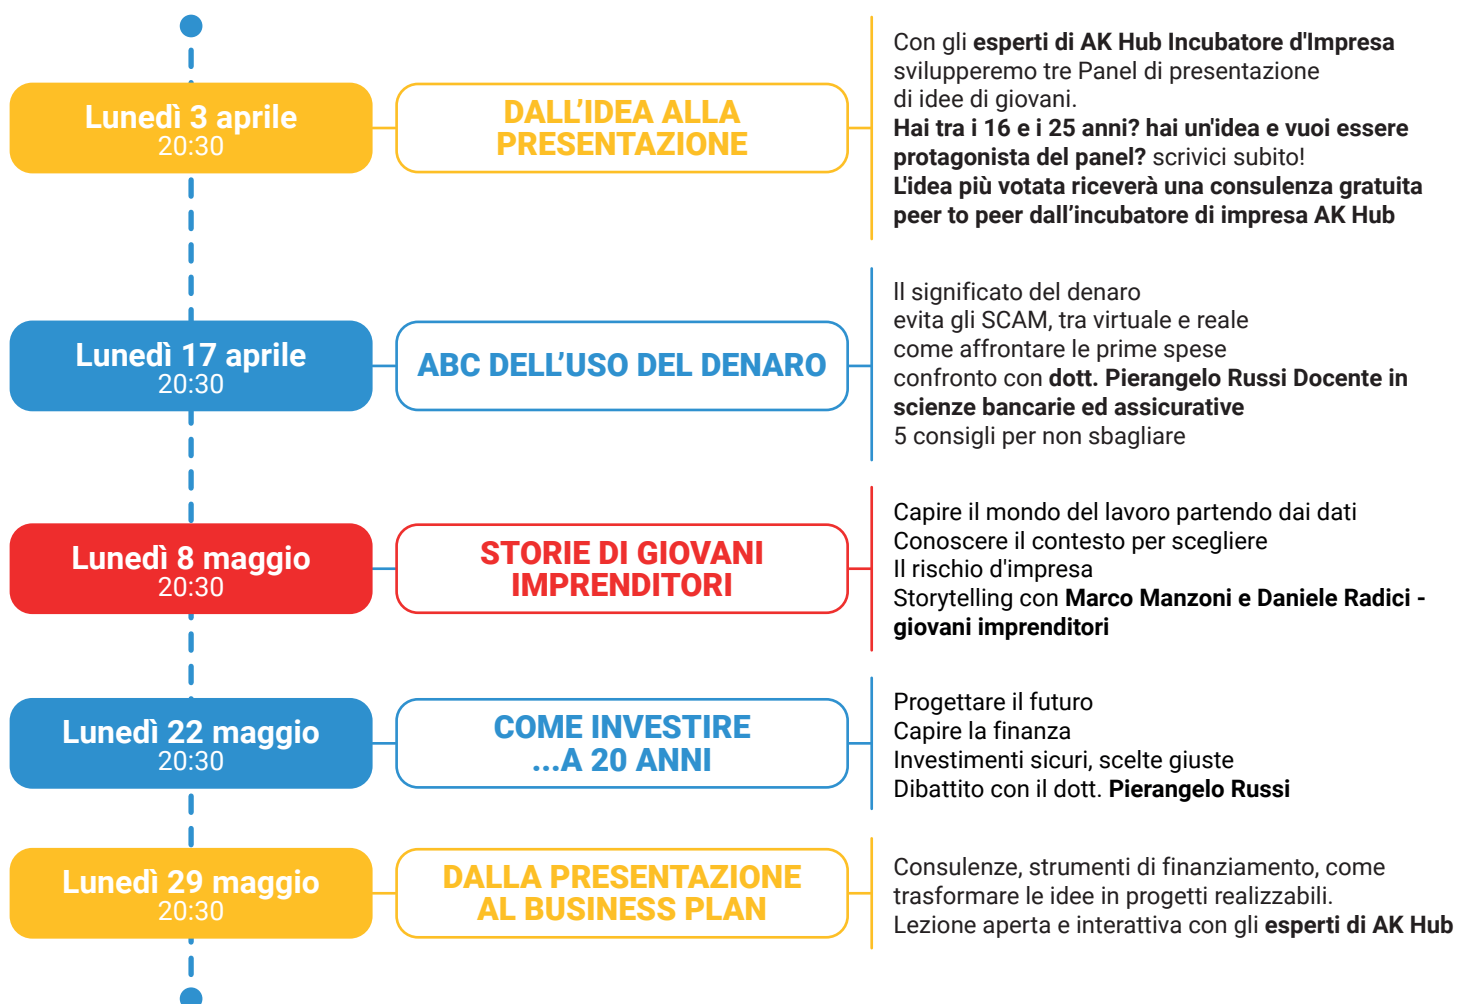 Lunedì 3 aprile
20:30
DALL'IDEA ALLA
PRESENTAZIONE
Con gli esperti di AK Hub Incubatore d'Impresa
svilupperemo tre Panel di presentazione
di idee di giovani.
Hai tra i 16 e i 25 anni? hai un'idea e vuoi essere
protagonista del panel? scrivici subito!
L'idea più votata riceverà una consulenza gratuita
peer to peer dall’incubatore di impresa AK Hub
Lunedì 17 aprile
20:30
ABC DELL’USO DEL DENARO
Il significato del denaro
evita gli SCAM, tra virtuale e reale
come affrontare le prime spese
confronto con dott. Pierangelo Russi Docente in
scienze bancarie ed assicurative
5 consigli per non sbagliare
Lunedì 8 maggio
20:30
STORIE DI GIOVANI
IMPRENDITORI
Capire il mondo del lavoro partendo dai dati
Conoscere il contesto per scegliere
Il rischio d'impresa
Storytelling con Marco Manzoni e Daniele Radici -
giovani imprenditori
Lunedì 22 maggio
20:30
COME INVESTIRE
...A 20 ANNI
Progettare il futuro
Capire la finanza
Investimenti sicuri, scelte giuste
Dibattito con il dott. Pierangelo Russi
Lunedì 29 maggio
20:30
DALLA PRESENTAZIONE
AL BUSINESS PLAN
Consulenze, strumenti di finanziamento, come
trasformare le idee in progetti realizzabili.
Lezione aperta e interattiva con gli esperti di AK Hub